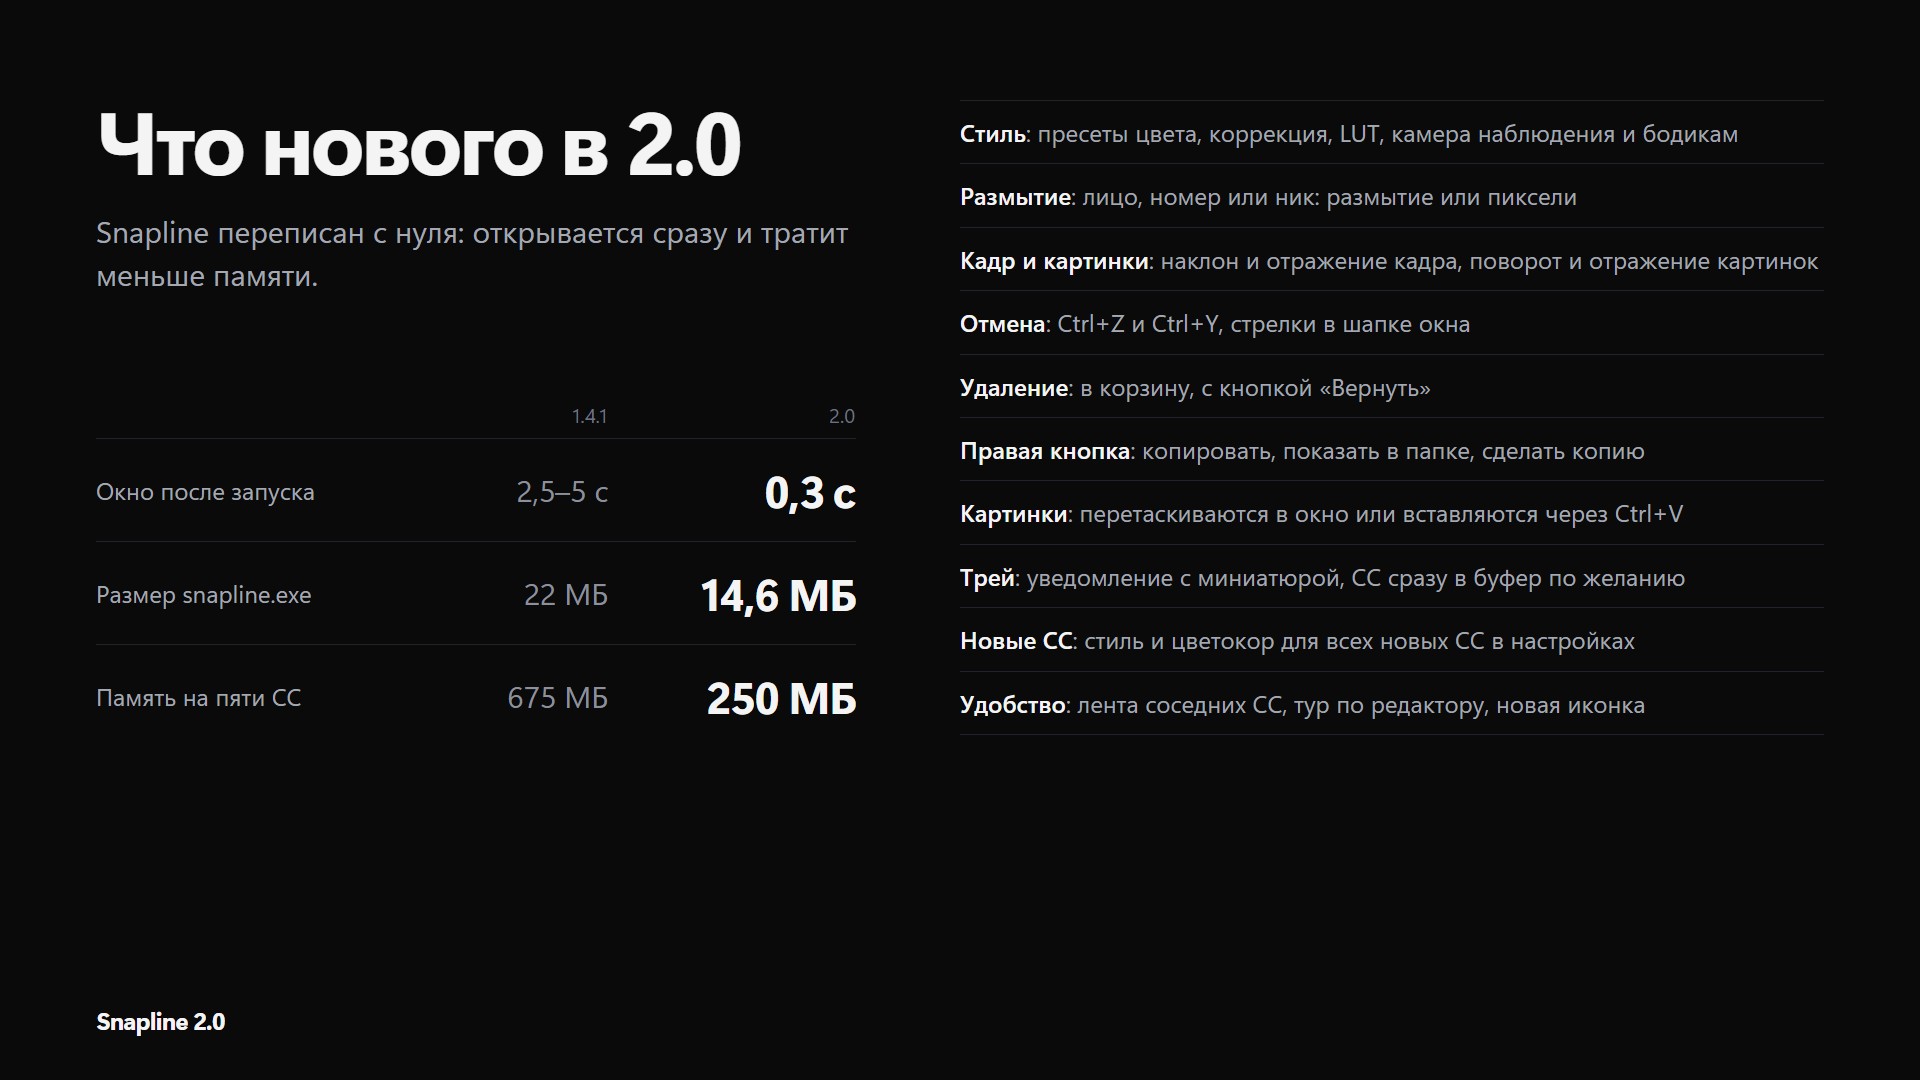 Что нового в 2.0
Snapline переписан с нуля: открывается сразу и тратит
меньше памяти.
1.4.1 2.0
Окно после запуска 2,5–5 с 0,3 с
Размер snapline.exe 22 МБ 14,6 МБ
Память на пяти СС 675 МБ 250 МБ
Стиль: пресеты цвета, коррекция, LUT, камера наблюдения и бодикам
Размытие: лицо, номер или ник: размытие или пиксели
Кадр и картинки: наклон и отражение кадра, поворот и отражение картинок
Отмена: Ctrl+Z и Ctrl+Y, стрелки в шапке окна
Удаление: в корзину, с кнопкой «Вернуть»
Правая кнопка: копировать, показать в папке, сделать копию
Картинки: перетаскиваются в окно или вставляются через Ctrl+V
Трей: уведомление с миниатюрой, СС сразу в буфер по желанию
Новые СС: стиль и цветокор для всех новых СС в настройках
Удобство: лента соседних СС, тур по редактору, новая иконка
Snapline 2.0